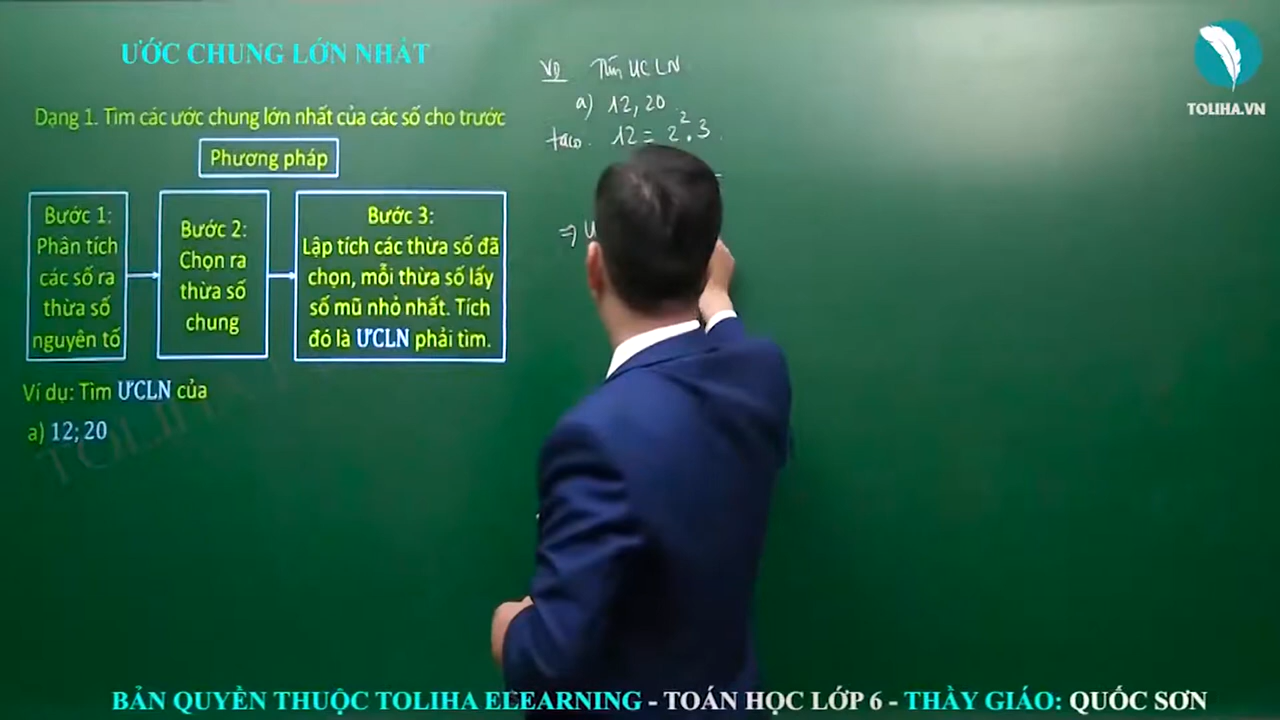 ƯỚC CHUNG LỚN NHẤT
Dạng 1. Tìm các ước chung lớn nhất của các số cho trước
Phương pháp
Bước 1:
Phân tích
các số ra
thừa số
nguyên tố
Bước 2:
Chọn ra
thừa số
chung
Bước 3:
Lập tích các thừa số đã
chọn, mỗi thừa số lấy
số mũ nhỏ nhất. Tích
đó là ƯCLN phải tìm.
Ví dụ: Tìm ƯCLN của
a) 12; 20
VD Tìm UCLN
a) 12, 20
ta có 12 = 2².3
=
⇒ Ư
TOLIHA.VN
BẢN QUYỀN THUỘC TOLIHA ELEARNING - TOÁN HỌC LỚP 6 - THẦY GIÁO: QUỐC SƠN